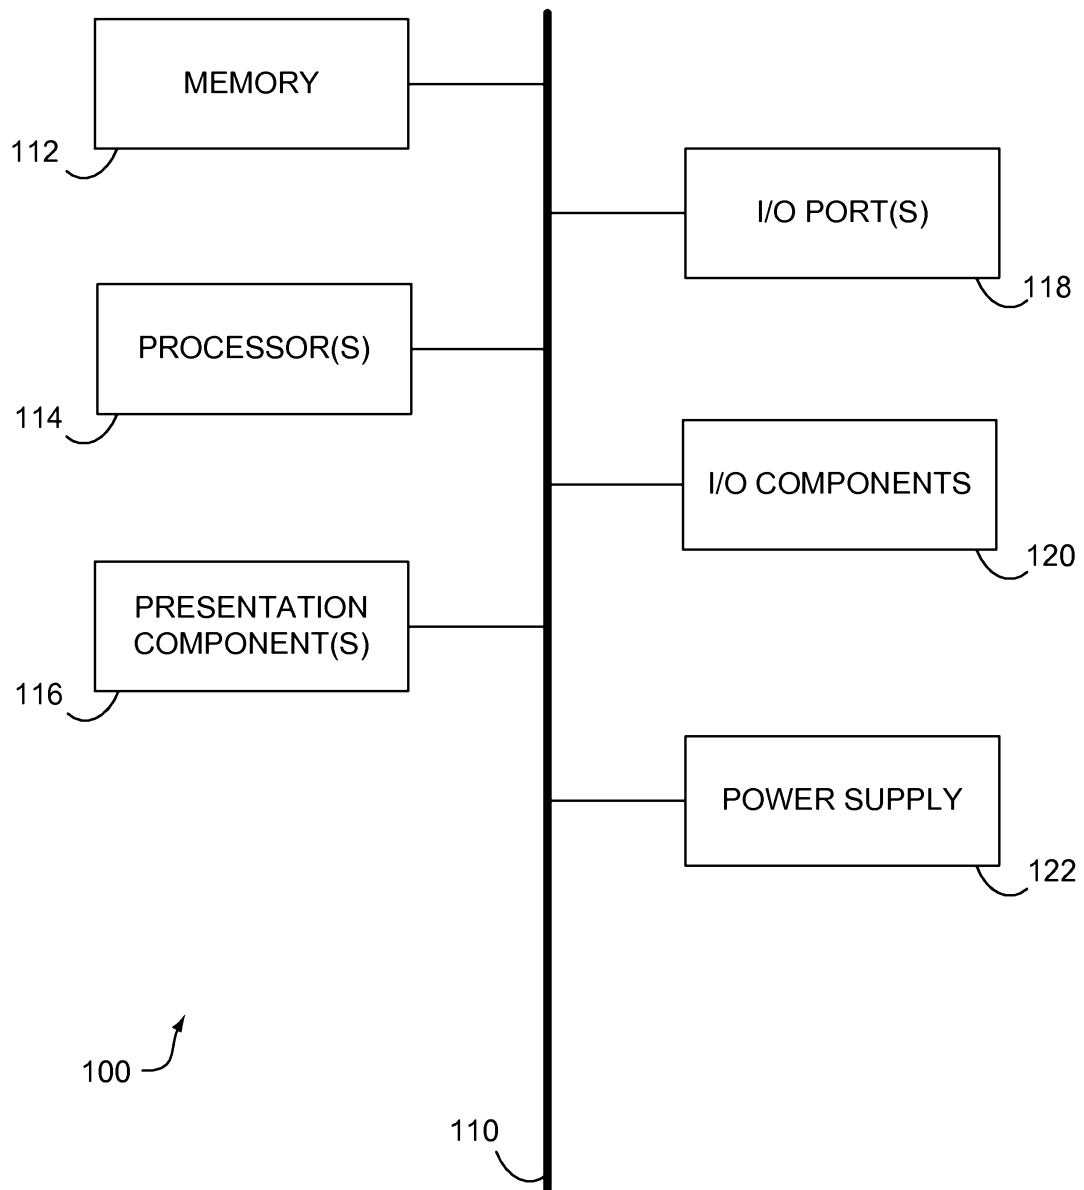 MEMORY
112
I/O PORT(S)
118
PROCESSOR(S)
114
I/O COMPONENTS
120
PRESENTATION
COMPONENT(S)
116
POWER SUPPLY
122
100
110